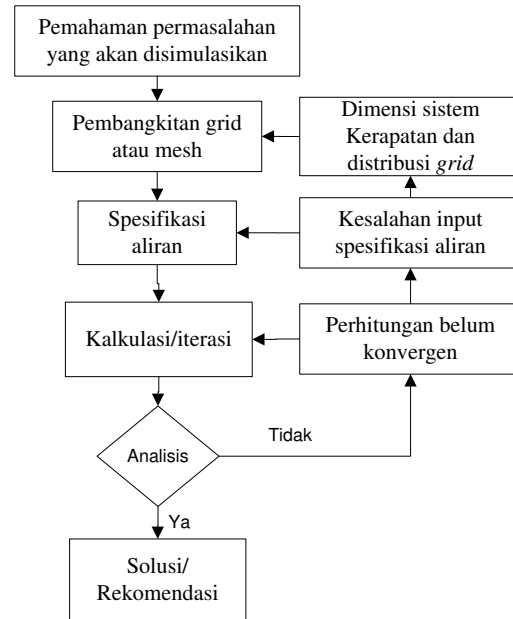 Pemahaman permasalahan
yang akan disimulasikan
Pembangkitan grid
atau mesh
Dimensi sistem
Kerapatan dan
distribusi grid
Spesifikasi
aliran
Kesalahan input
spesifikasi aliran
Kalkulasi/iterasi
Perhitungan belum
konvergen
Analisis
Tidak
Ya
Solusi/
Rekomendasi